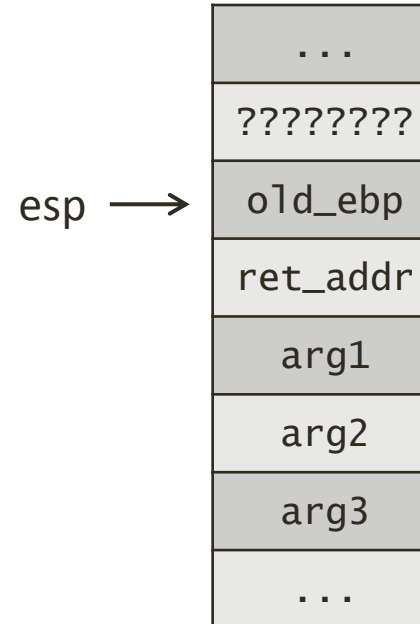 ...
????????
esp → old_ebp
ret_addr
arg1
arg2
arg3
...